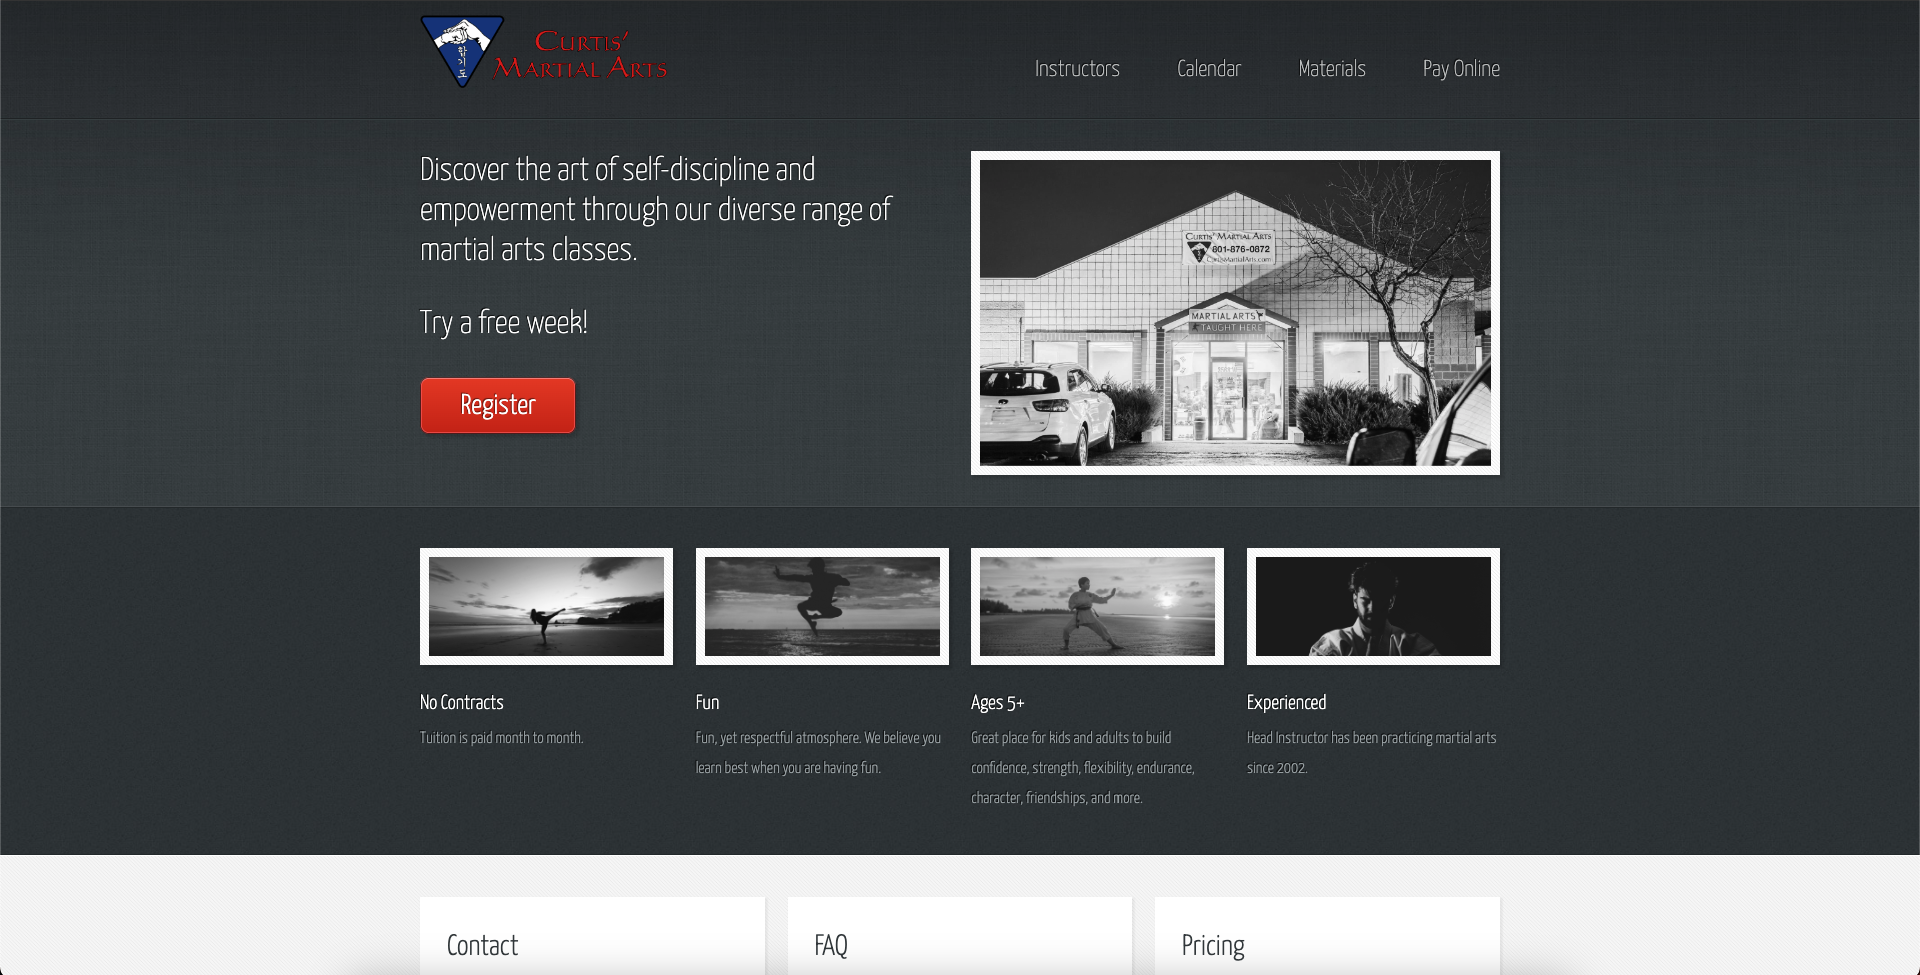 합
기
도
Curtis'
Martial Arts
Instructors
Calendar
Materials
Pay Online
Discover the art of self-discipline and
empowerment through our diverse range of
martial arts classes.
Try a free week!
Register
Curtis' Martial Arts
801-876-0872
CurtisMartialArts.com
MARTIAL ARTS
TAUGHT HERE
No Contracts
Tuition is paid month to month.
Fun
Fun, yet respectful atmosphere. We believe you
learn best when you are having fun.
Ages 5+
Great place for kids and adults to build
confidence, strength, flexibility, endurance,
character, friendships, and more.
Experienced
Head Instructor has been practicing martial arts
since 2002.
Contact
FAQ
Pricing